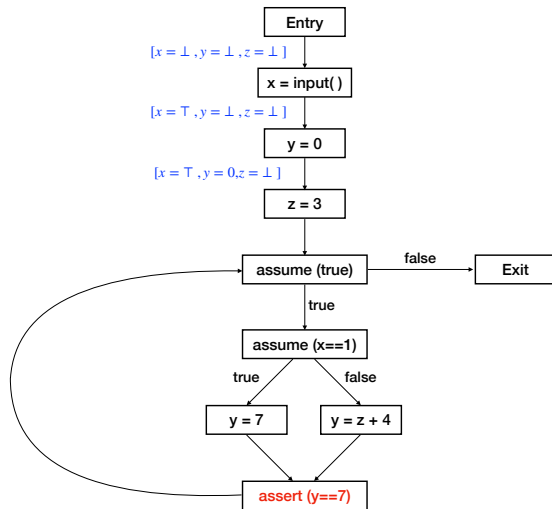 Entry
[x = ⊥ , y = ⊥ , z = ⊥ ]
x = input( )
[x = ⊤ , y = ⊥ , z = ⊥ ]
y = 0
[x = ⊤ , y = 0,z = ⊥ ]
z = 3
assume (true)
false
Exit
true
assume (x==1)
true
false
y = 7
y = z + 4
assert (y==7)